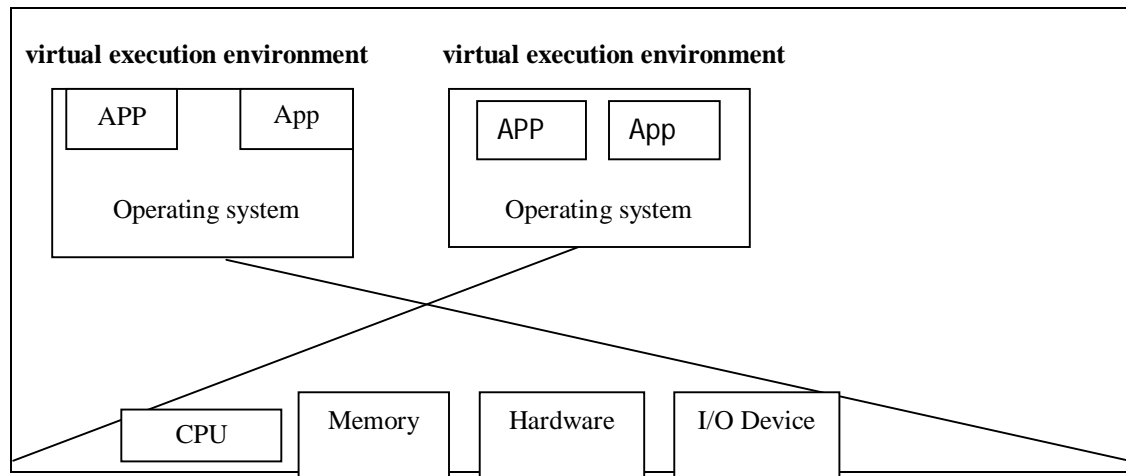 virtual execution environment virtual execution environment
APP App APP App
Operating system Operating system
CPU Memory Hardware I/O Device